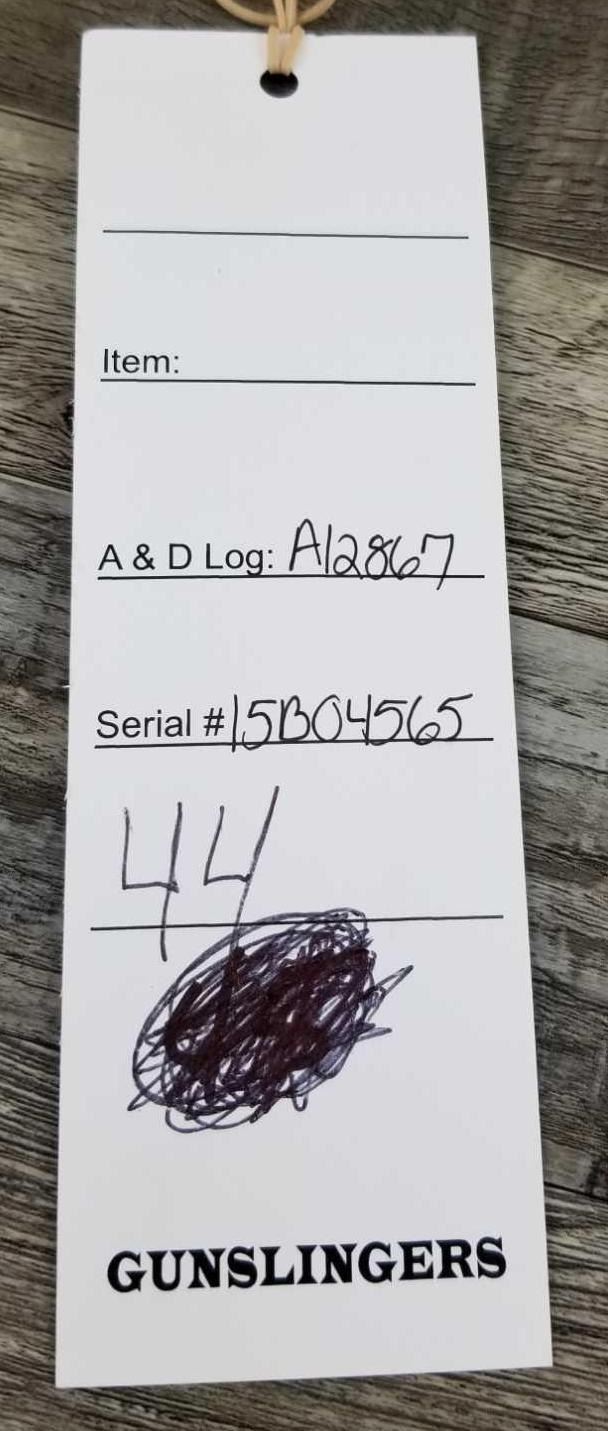 Item:
A & D Log: A12867
Serial # 15B04565
44
GUNSLINGERS